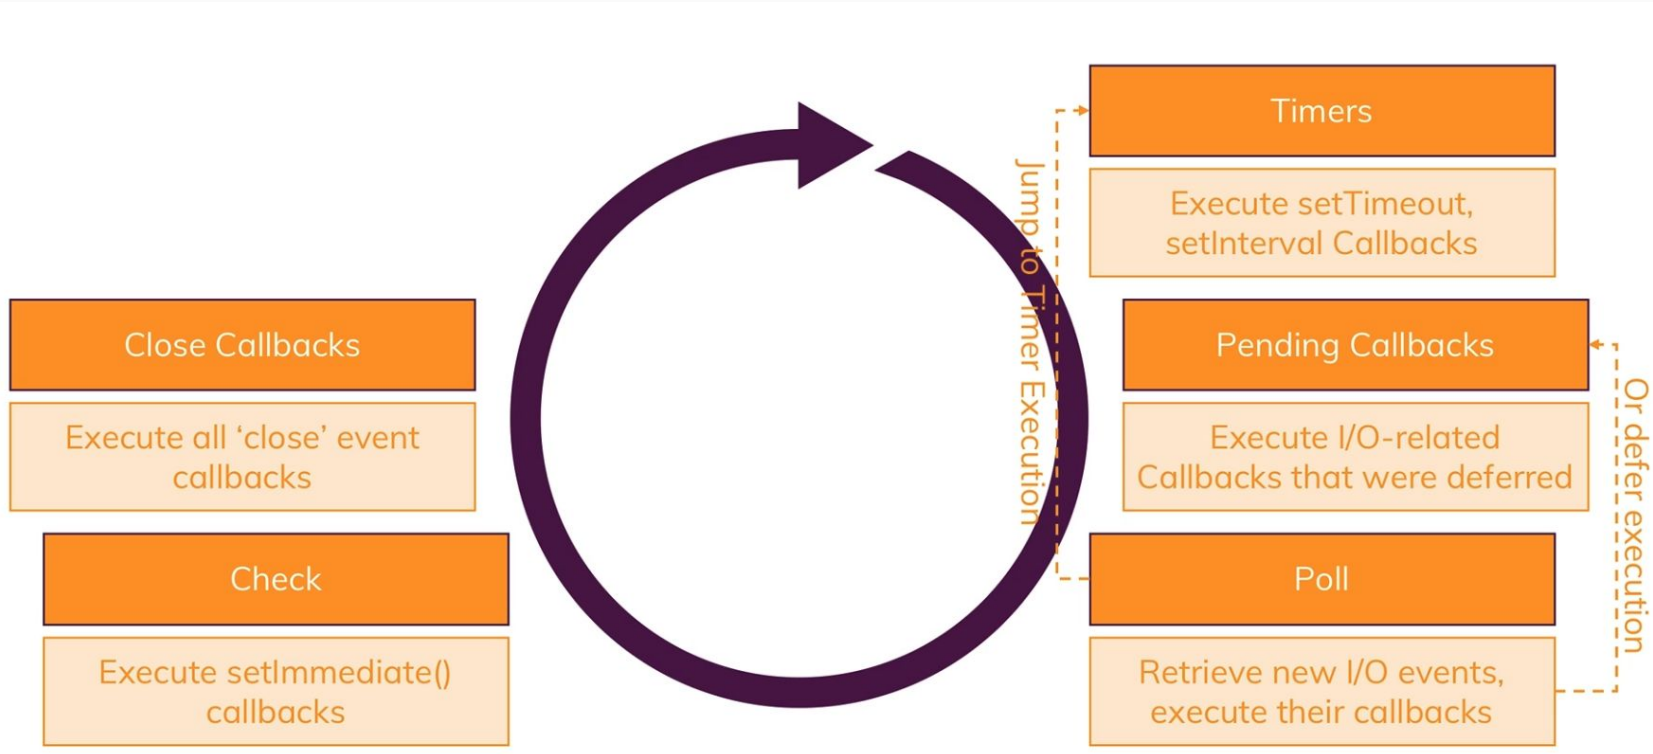 Timers
Execute setTimeout,
setInterval Callbacks
Jump to Timer Execution
Pending Callbacks
Execute I/O-related
Callbacks that were deferred
Or defer execution
Poll
Retrieve new I/O events,
execute their callbacks
Check
Execute setImmediate()
callbacks
Close Callbacks
Execute all ‘close’ event
callbacks